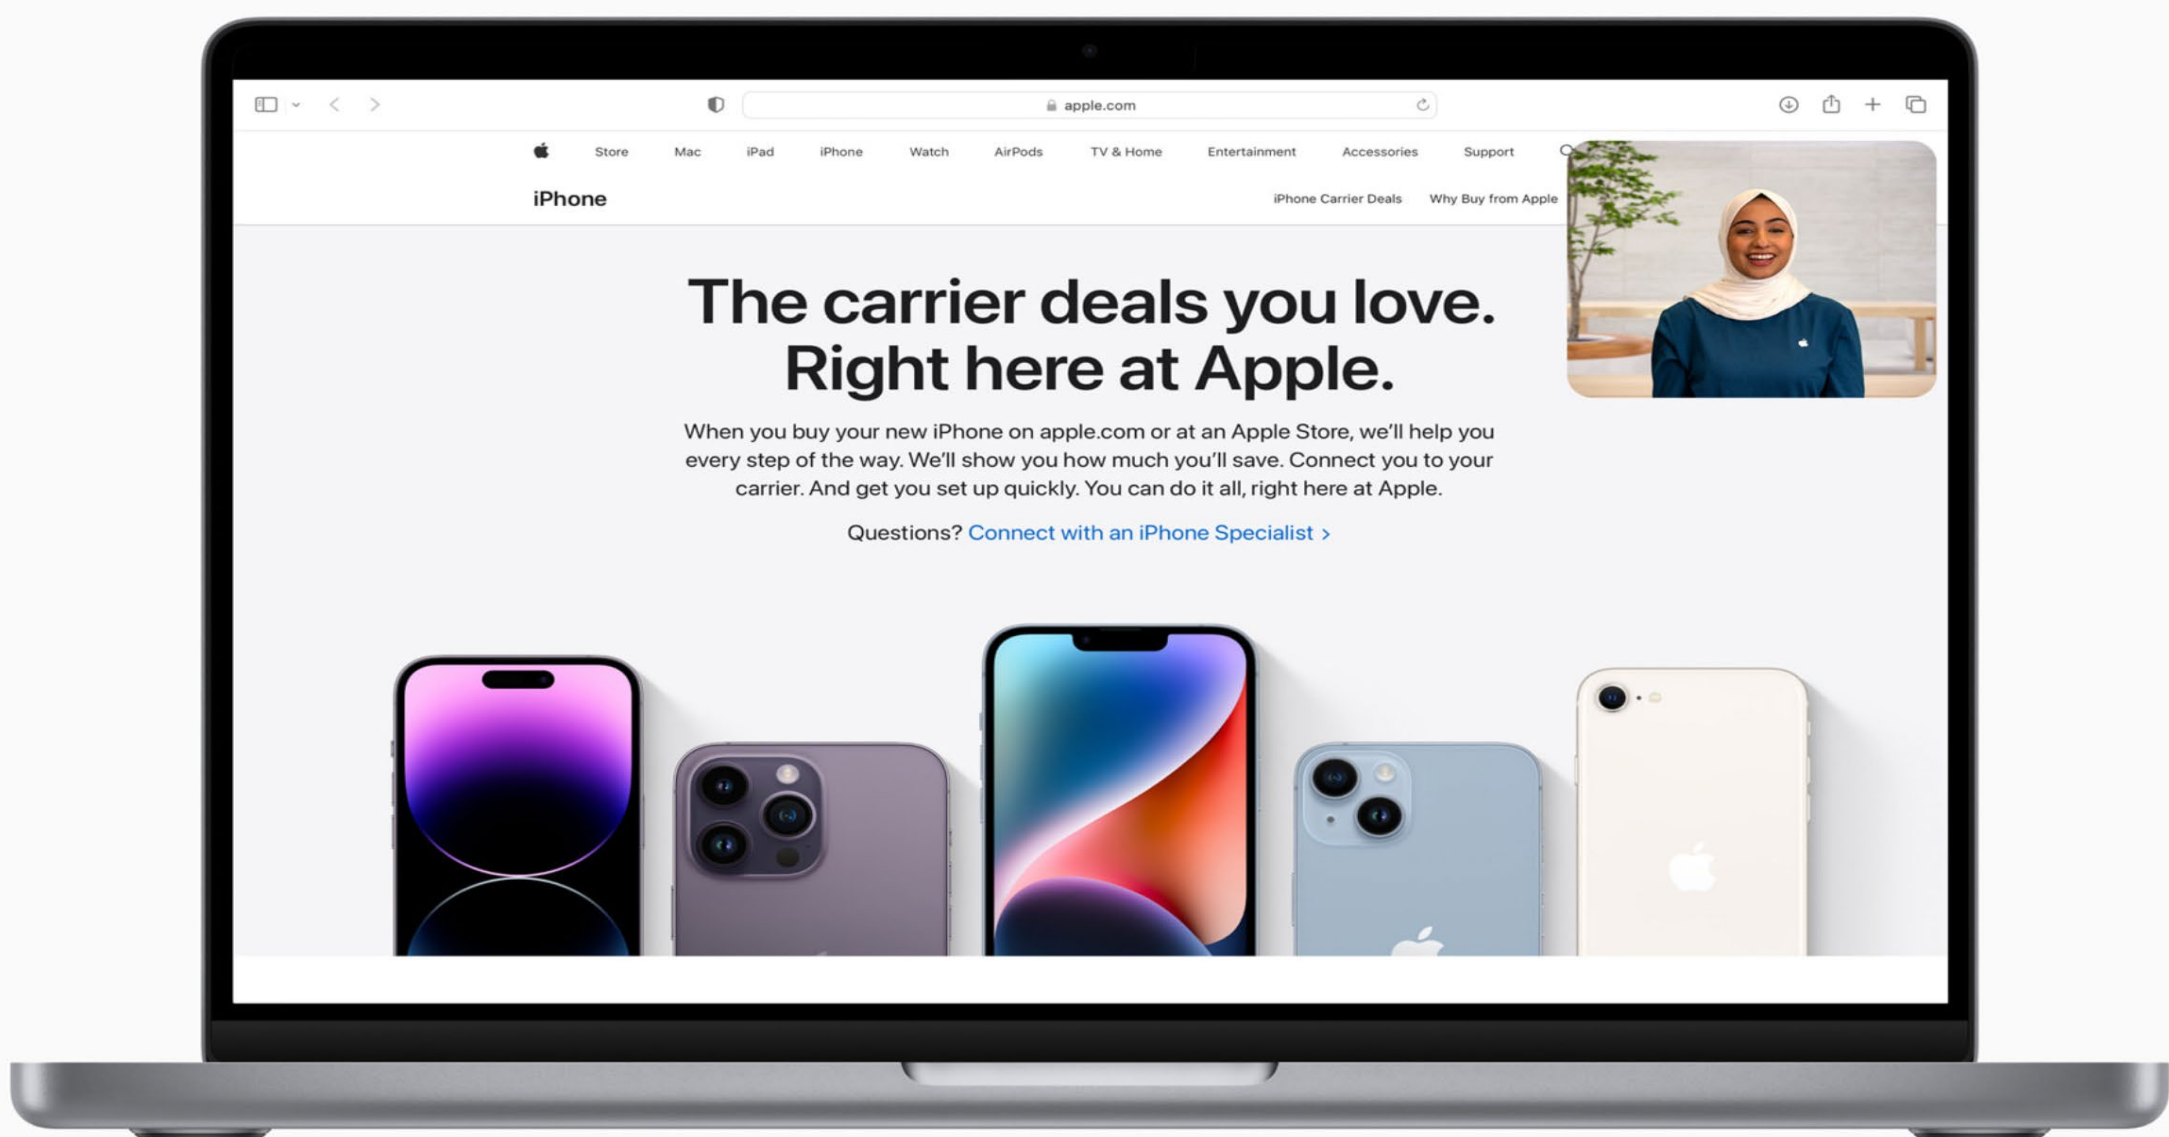 apple.com
Store Mac iPad iPhone Watch AirPods TV & Home Entertainment Accessories Support
iPhone
iPhone Carrier Deals Why Buy from Apple
The carrier deals you love.
Right here at Apple.
When you buy your new iPhone on apple.com or at an Apple Store, we’ll help you
every step of the way. We’ll show you how much you’ll save. Connect you to your
carrier. And get you set up quickly. You can do it all, right here at Apple.
Questions? Connect with an iPhone Specialist >